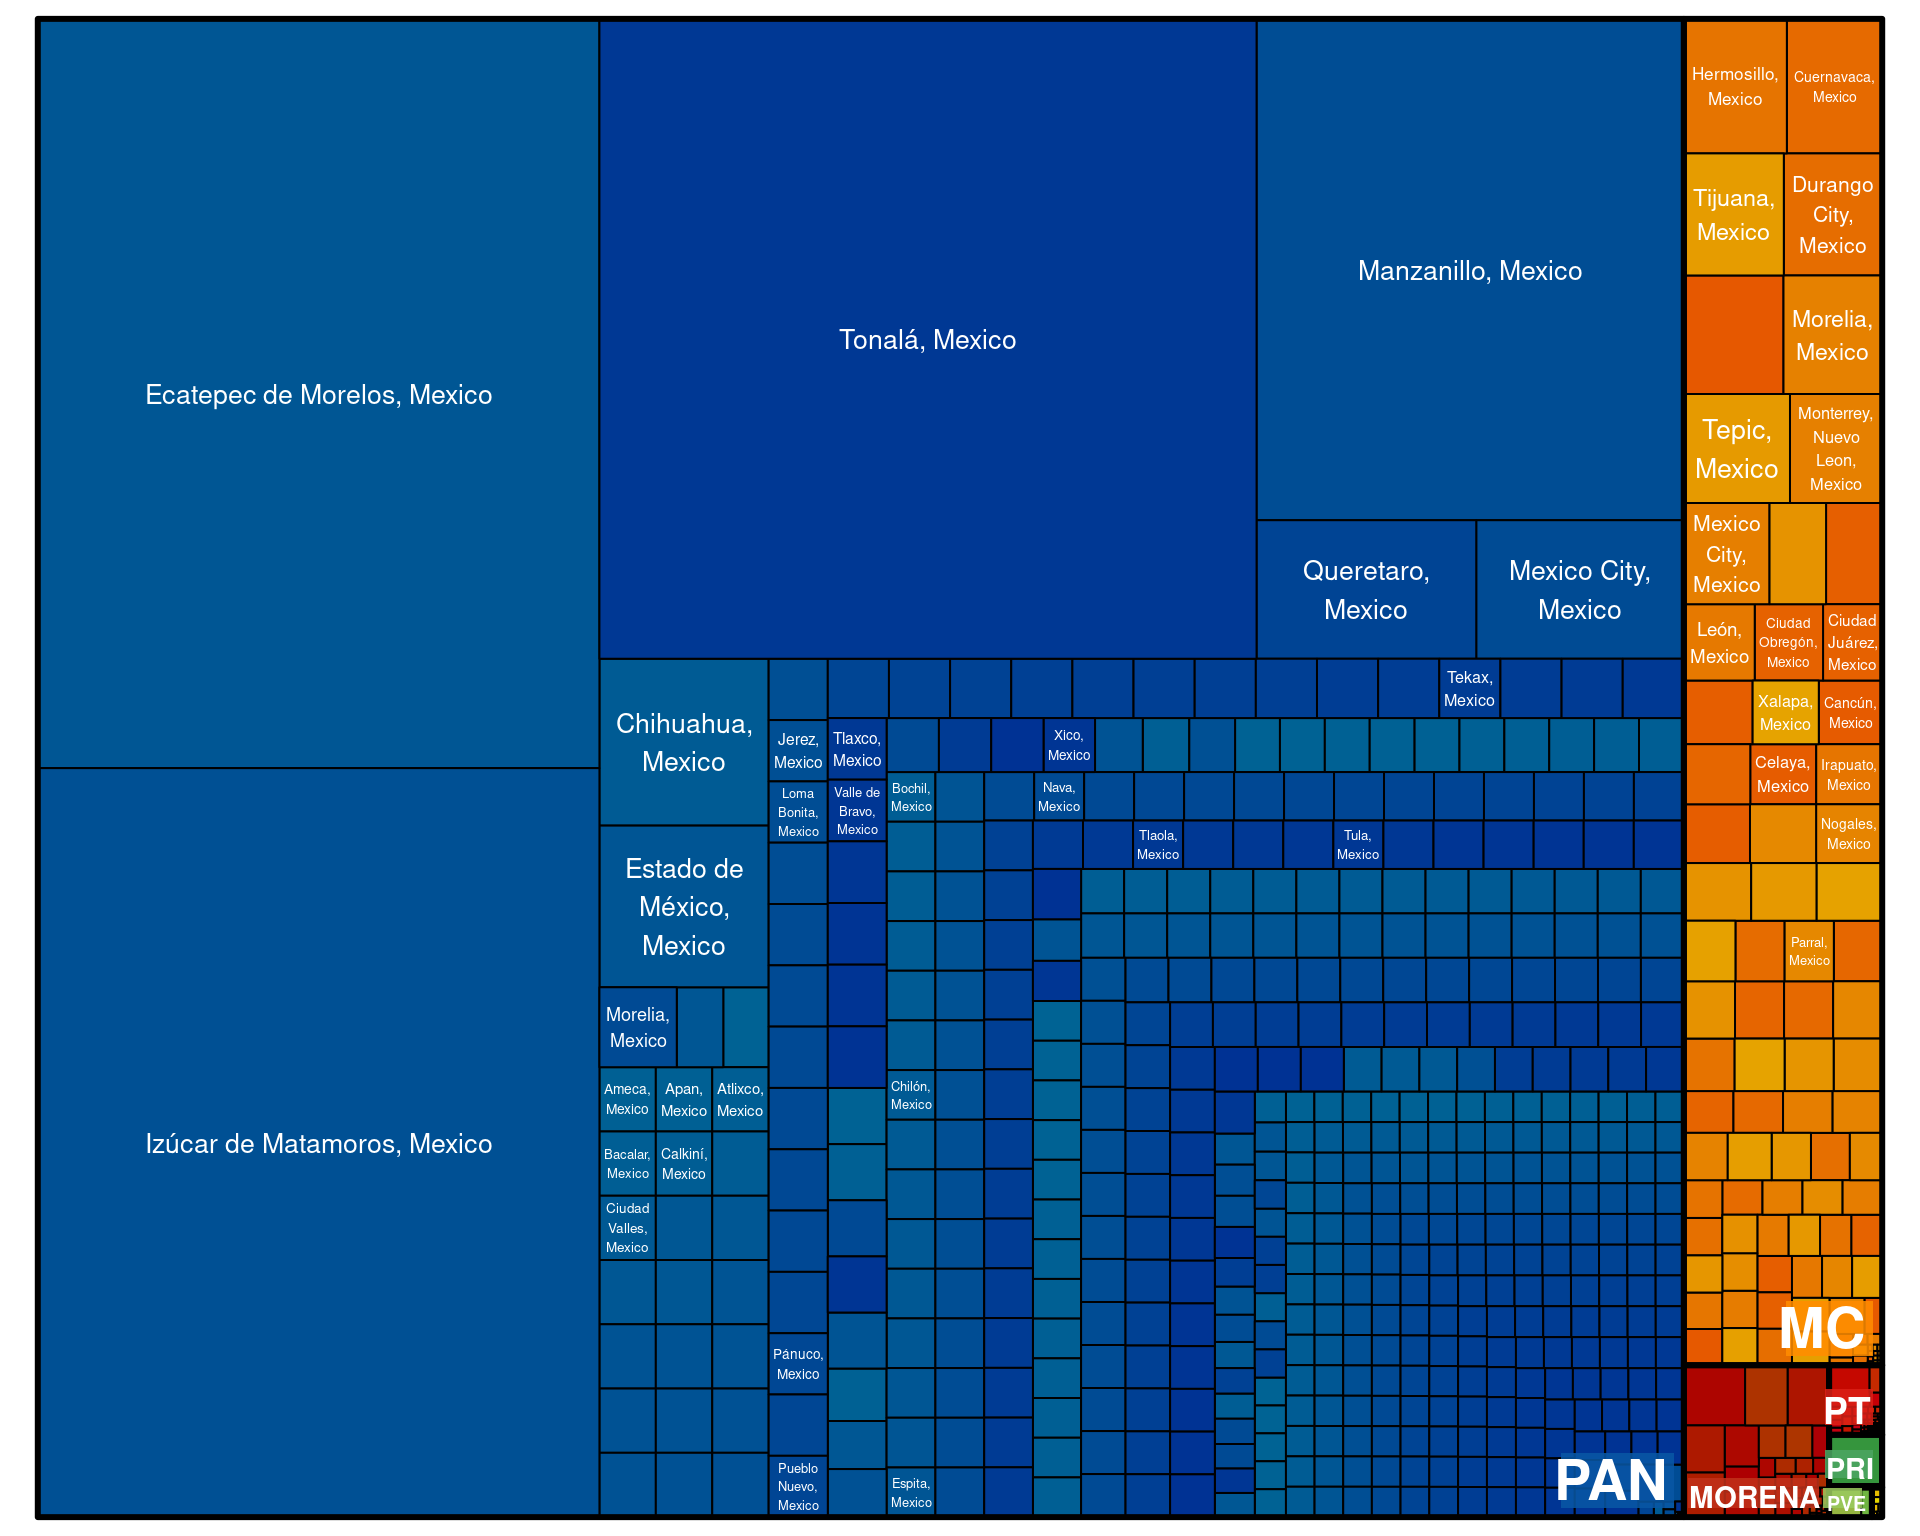 Ecatepec de Morelos, Mexico
Izúcar de Matamoros, Mexico
Tonalá, Mexico
Manzanillo, Mexico
Queretaro,
Mexico
Mexico City,
Mexico
Chihuahua,
Mexico
Estado de
México,
Mexico
Morelia,
Mexico
Ameca,
Mexico
Apan,
Mexico
Atlixco,
Mexico
Bacalar,
Mexico
Calkiní,
Mexico
Ciudad
Valles,
Mexico
Jerez,
Mexico
Loma
Bonita,
Mexico
Pánuco,
Mexico
Pueblo
Nuevo,
Mexico
Tlaxco,
Mexico
Valle de
Bravo,
Mexico
Bochil,
Mexico
Chilón,
Mexico
Espita,
Mexico
Tekax,
Mexico
Xico,
Mexico
Nava,
Mexico
Tlaola,
Mexico
Tula,
Mexico
PAN
Hermosillo,
Mexico
Cuernavaca,
Mexico
Tijuana,
Mexico
Durango
City,
Mexico
Morelia,
Mexico
Tepic,
Mexico
Monterrey,
Nuevo
Leon,
Mexico
Mexico
City,
Mexico
León,
Mexico
Ciudad
Obregón,
Mexico
Ciudad
Juárez,
Mexico
Xalapa,
Mexico
Cancún,
Mexico
Celaya,
Mexico
Irapuato,
Mexico
Nogales,
Mexico
Parral,
Mexico
MC
PT
PRI
MORENA
PVE